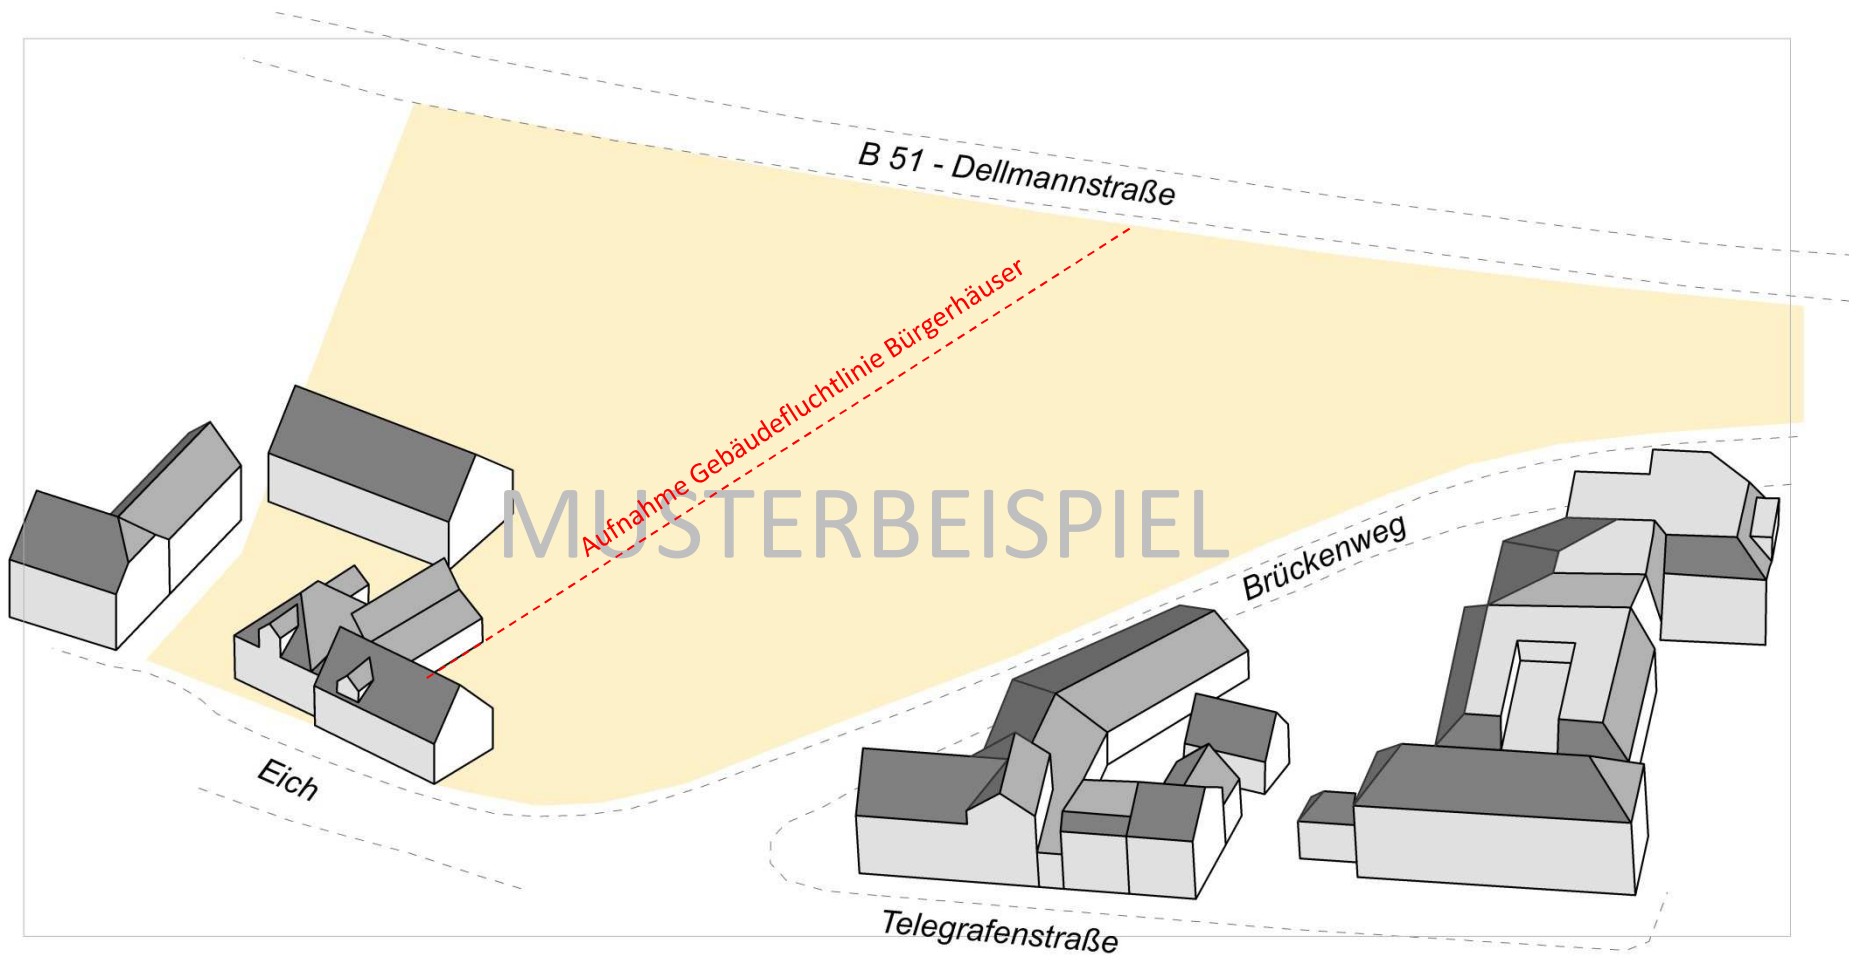 B 51 - Dellmannstraße
Aufnahme Gebäudefluchtlinie Bürgerhäuser
MUSTERBEISPIEL
Brückenweg
Eich
Telegrafenstraße